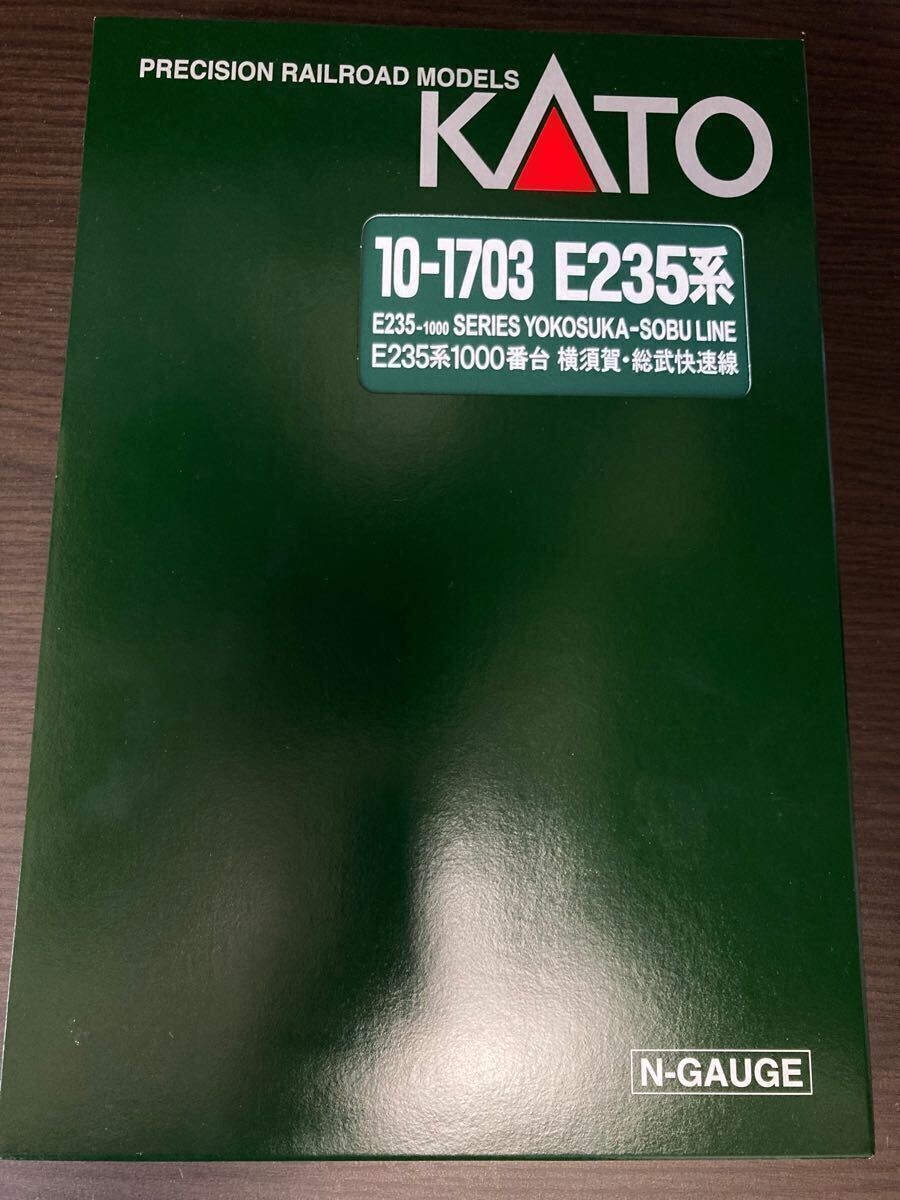 PRECISION RAILROAD MODELS
KATO
10-1703 E235系
E235-1000 SERIES YOKOSUKA-SOBU LINE
E235系1000番台 横須賀・総武快速線
N-GAUGE